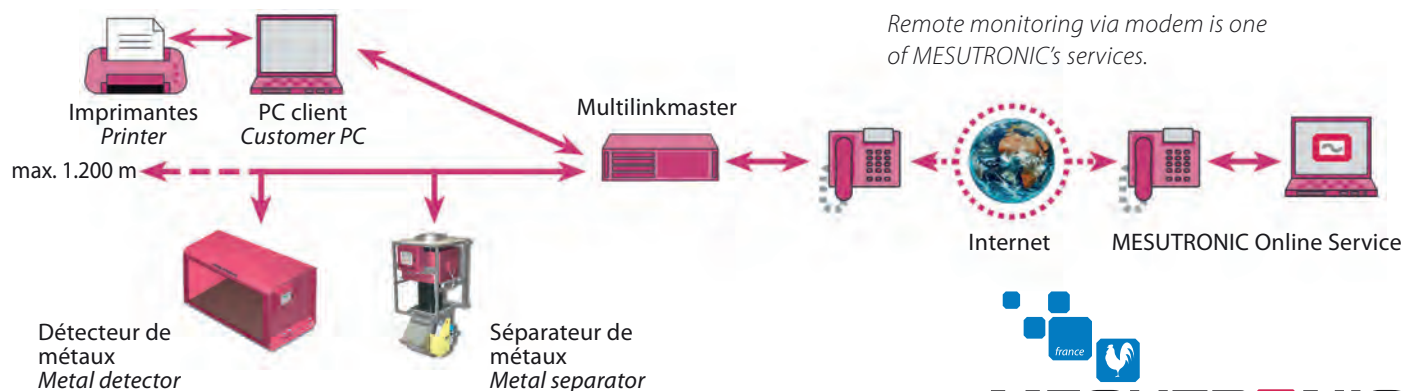 Remote monitoring via modem is one
of MESUTRONIC's services.
Imprimantes
Printer
PC client
Customer PC
Multilinkmaster
max. 1.200 m
Internet
MESUTRONIC Online Service
Détecteur de
métaux
Metal detector
Séparateur de
métaux
Metal separator
france